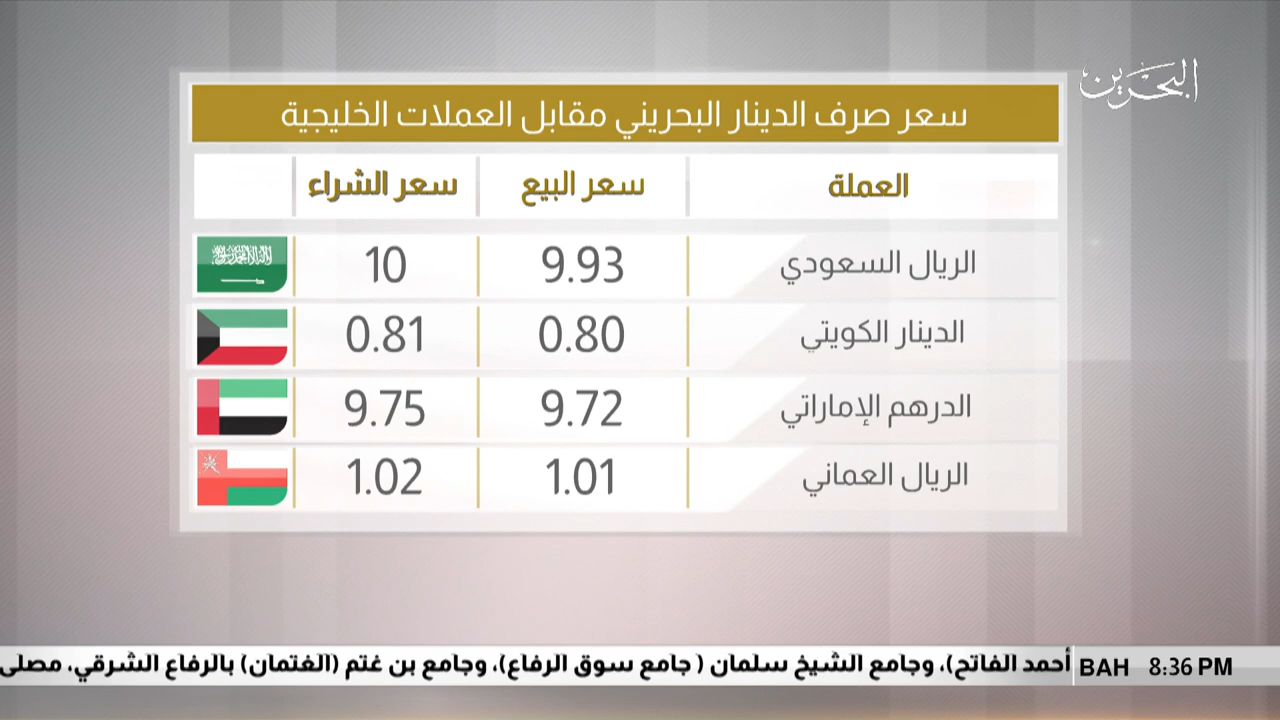 البحرين
سعر صرف الدينار البحريني مقابل العملات الخليجية
العملة سعر البيع سعر الشراء
الريال السعودي 9.93 10
الدينار الكويتي 0.80 0.81
الدرهم الإماراتي 9.72 9.75
الريال العماني 1.01 1.02
BAH 8:36 PM
أحمد الفاتح)، وجامع الشيخ سلمان ( جامع سوق الرفاع)، وجامع بن غتم (الغتمان) بالرفاع الشرقي، مصلى